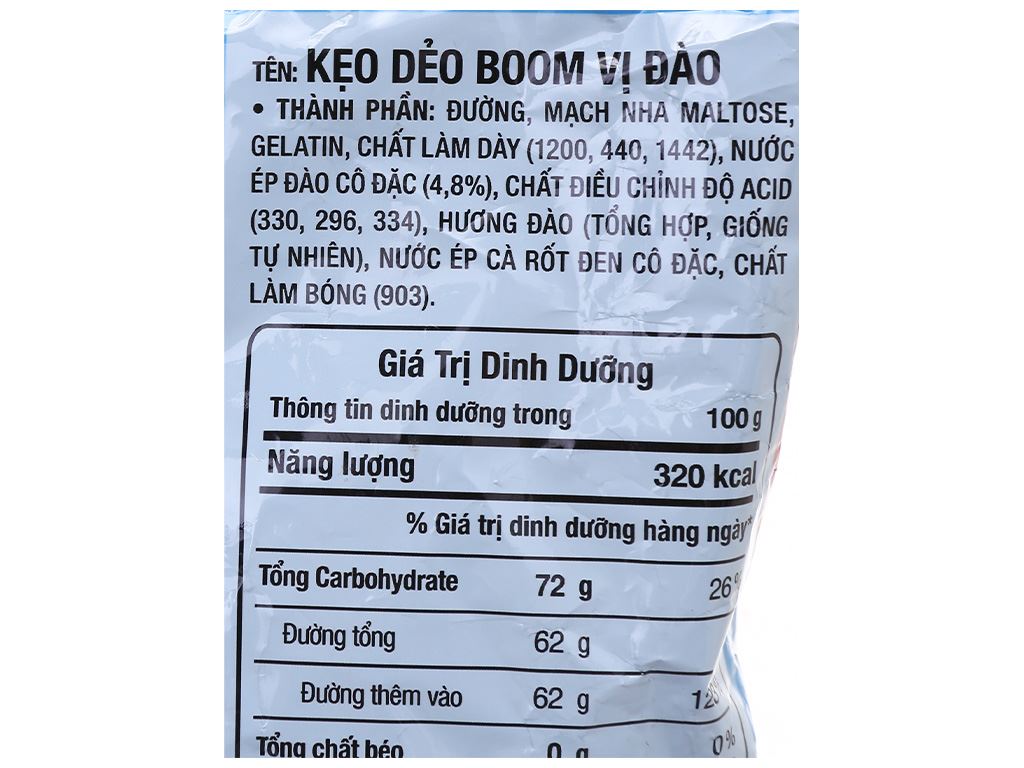 TÊN: KẸO DẺO BOOM VỊ ĐÀO
• THÀNH PHẦN: ĐƯỜNG, MẠCH NHA MALTOSE,
GELATIN, CHẤT LÀM DÀY (1200, 440, 1442), NƯỚC
ÉP ĐÀO CÔ ĐẶC (4,8%), CHẤT ĐIỀU CHỈNH ĐỘ ACID
(330, 296, 334), HƯƠNG ĐÀO (TỔNG HỢP, GIỐNG
TỰ NHIÊN), NƯỚC ÉP CÀ RỐT ĐEN CÔ ĐẶC, CHẤT
LÀM BÓNG (903).
Giá Trị Dinh Dưỡng
Thông tin dinh dưỡng trong 100 g
Năng lượng 320 kcal
% Giá trị dinh dưỡng hàng ngày*
Tổng Carbohydrate 72 g 26%
Đường tổng 62 g
Đường thêm vào 62 g
Tổng chất béo 0 g 0%